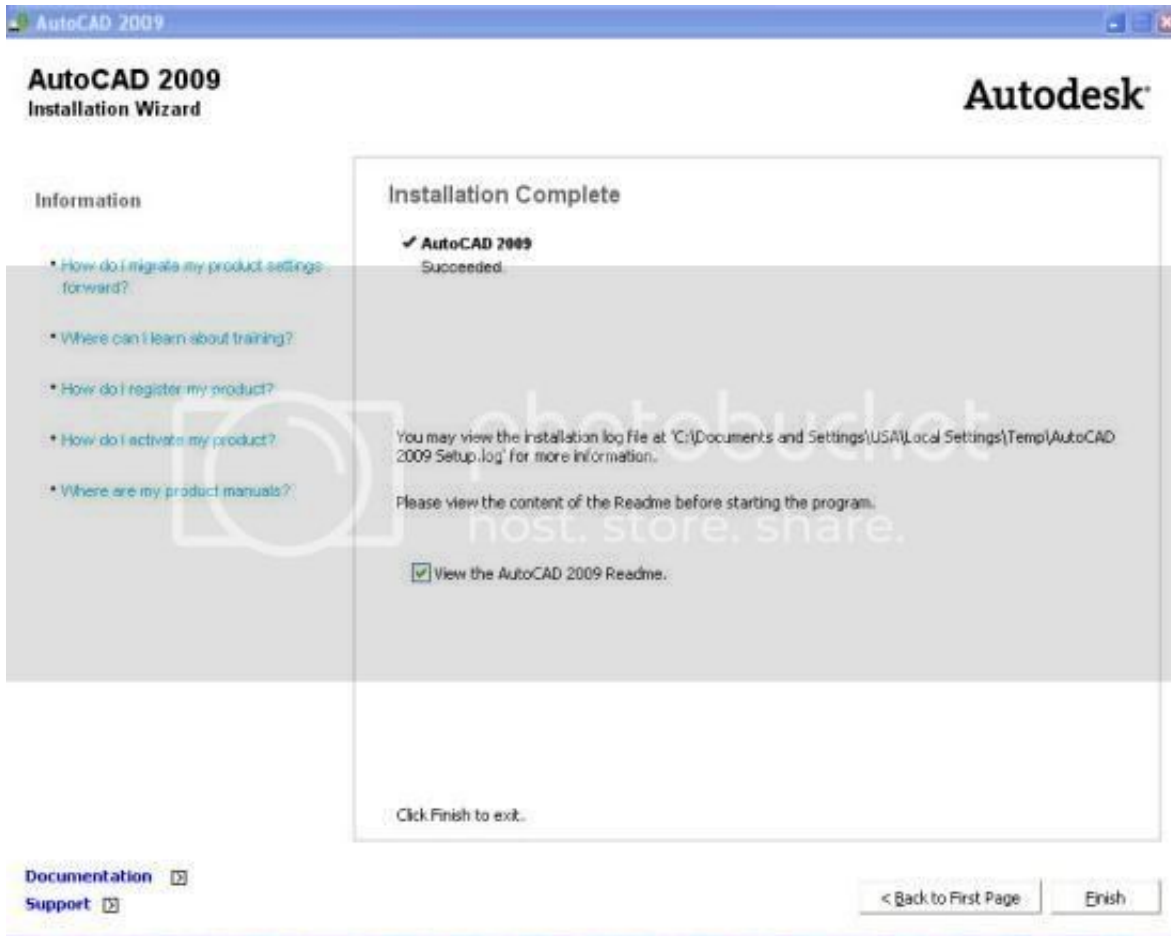 AutoCAD 2009
AutoCAD 2009
Installation Wizard
Autodesk
Information
• How do I migrate my product settings
forward?
• Where can I learn about training?
• How do I register my product?
• How do I activate my product?
• Where are my product manuals?
Installation Complete
✓ AutoCAD 2009
Succeeded.
You may view the installation log file at 'C:\Documents and Settings\USA\Local Settings\Temp\AutoCAD
2009 Setup.log' for more information.
Please view the content of the Readme before starting the program.
View the AutoCAD 2009 Readme.
Click Finish to exit.
Documentation
Support
< Back to First Page
Finish
photobucket
host. store. share.